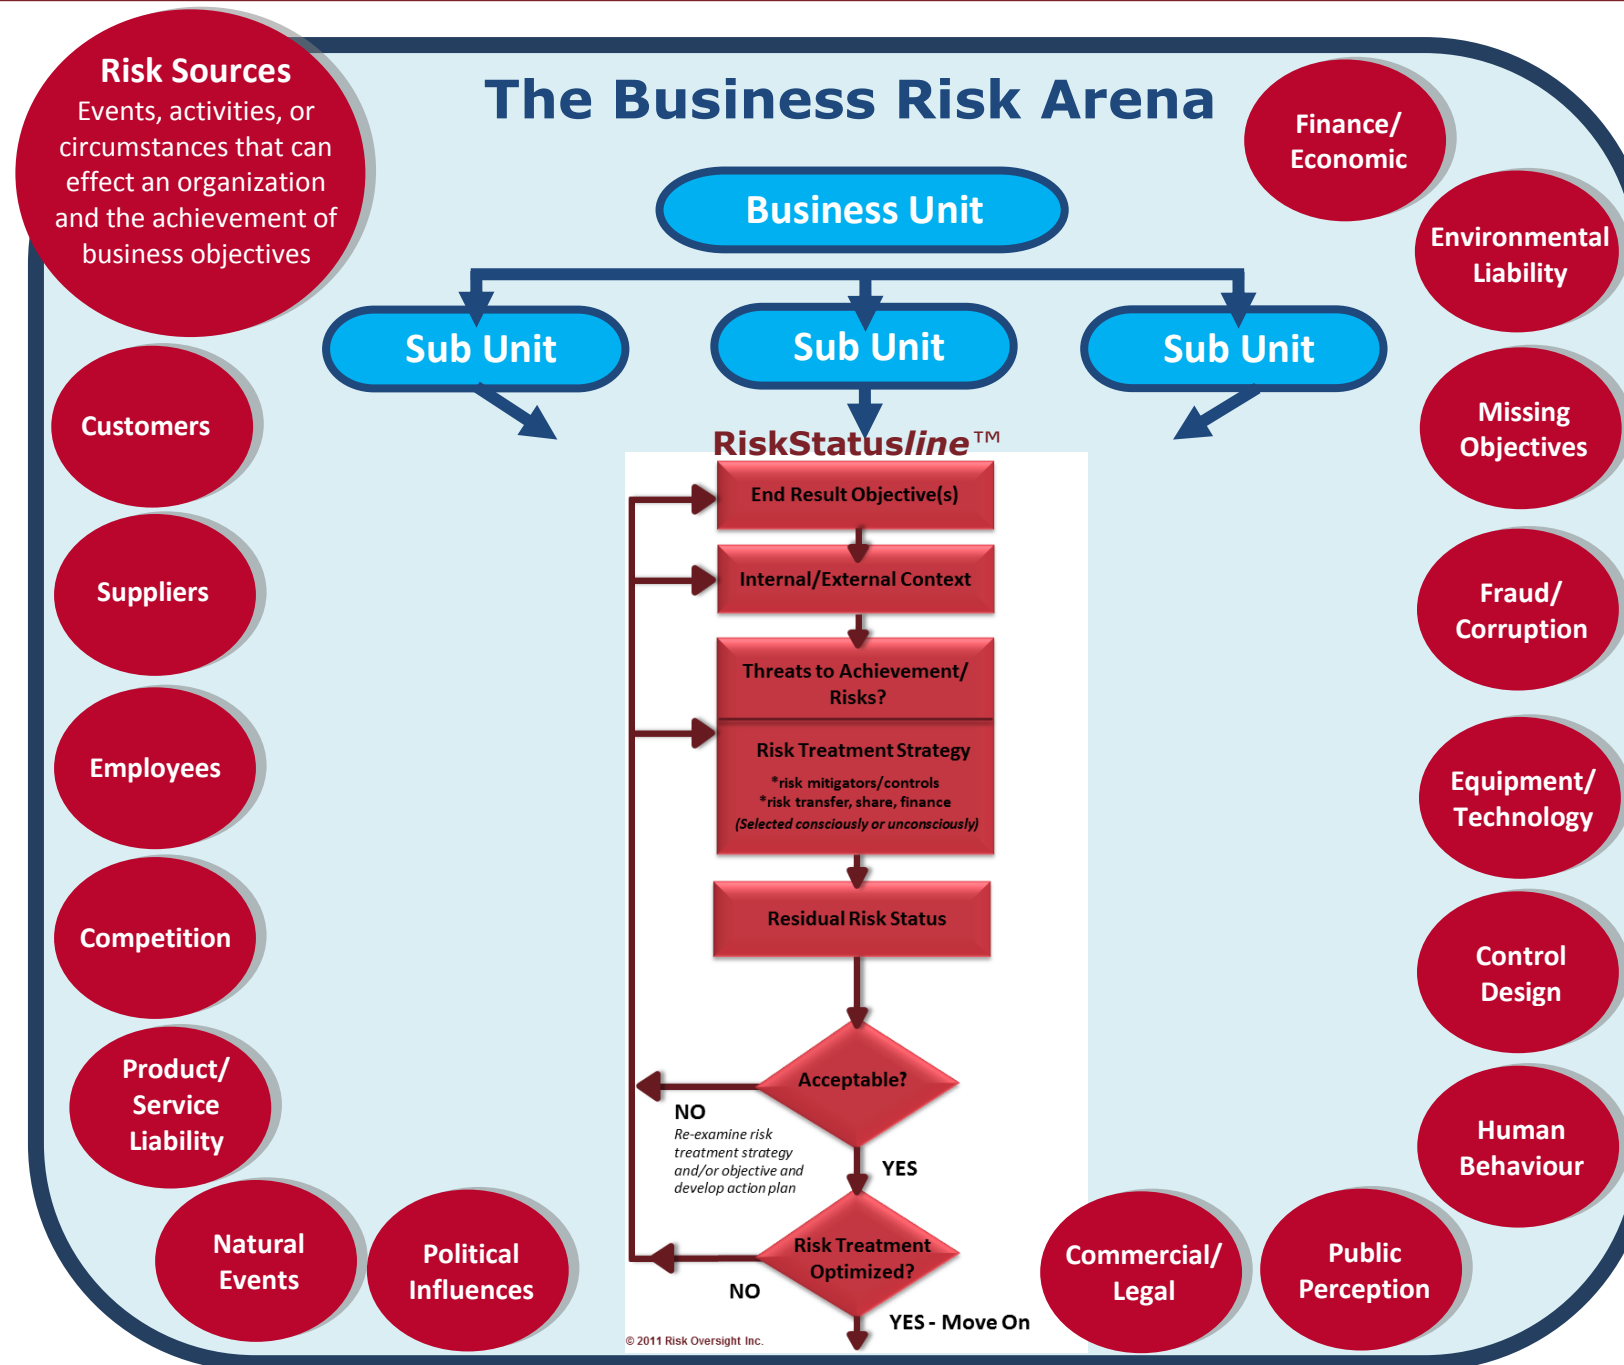 Risk Sources
Events, activities, or
circumstances that can
effect an organization
and the achievement of
business objectives
The Business Risk Arena
Finance/
Economic
Business Unit
Environmental
Liability
Sub Unit
Sub Unit
Sub Unit
Customers
Missing
Objectives
Suppliers
Fraud/
Corruption
Employees
Equipment/
Technology
Competition
Control
Design
Product/
Service
Liability
Human
Behaviour
Natural
Events
Political
Influences
Commercial/
Legal
Public
Perception
RiskStatusline™
End Result Objective(s)
Internal/External Context
Threats to Achievement/
Risks?
Risk Treatment Strategy
*risk mitigators/controls
*risk transfer, share, finance
(Selected consciously or unconsciously)
Residual Risk Status
Acceptable?
NO
Re-examine risk
treatment strategy
and/or objective and
develop action plan
YES
Risk Treatment
Optimized?
NO
YES - Move On
© 2011 Risk Oversight Inc.